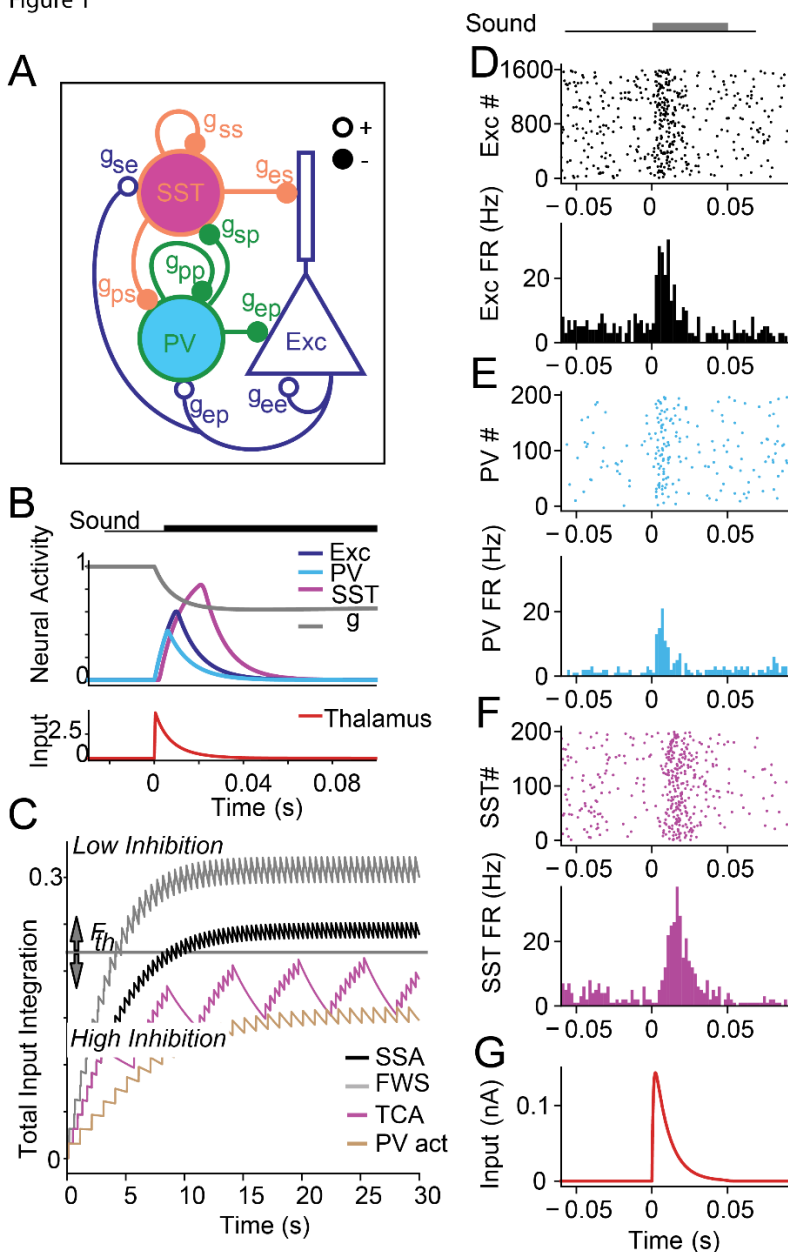 Figure 1
Sound
A
g_ss
+
-
g_se
g_es
SST
g_sp
g_pp
g_ps
g_ep
PV
Exc
g_ep
g_ee
B
Sound
1
Exc
PV
SST
g
Neural Activity
0
Thalamus
2.5
Input
0
0
0.04
0.08
Time (s)
C
Low Inhibition
0.3
F_th
High Inhibition
Total Input Integration
SSA
FWS
TCA
PV act
0
0
5
10
15
20
25
30
Time (s)
D
1600
Exc #
800
0
−0.05
0
0.05
Exc FR (Hz)
20
0
−0.05
0
0.05
E
200
PV #
100
0
−0.05
0
0.05
PV FR (Hz)
20
0
−0.05
0
0.05
F
200
SST#
100
0
−0.05
0
0.05
SST FR (Hz)
20
0
−0.05
0
0.05
G
Input (nA)
0.1
0
−0.05
0
0.05
Time (s)